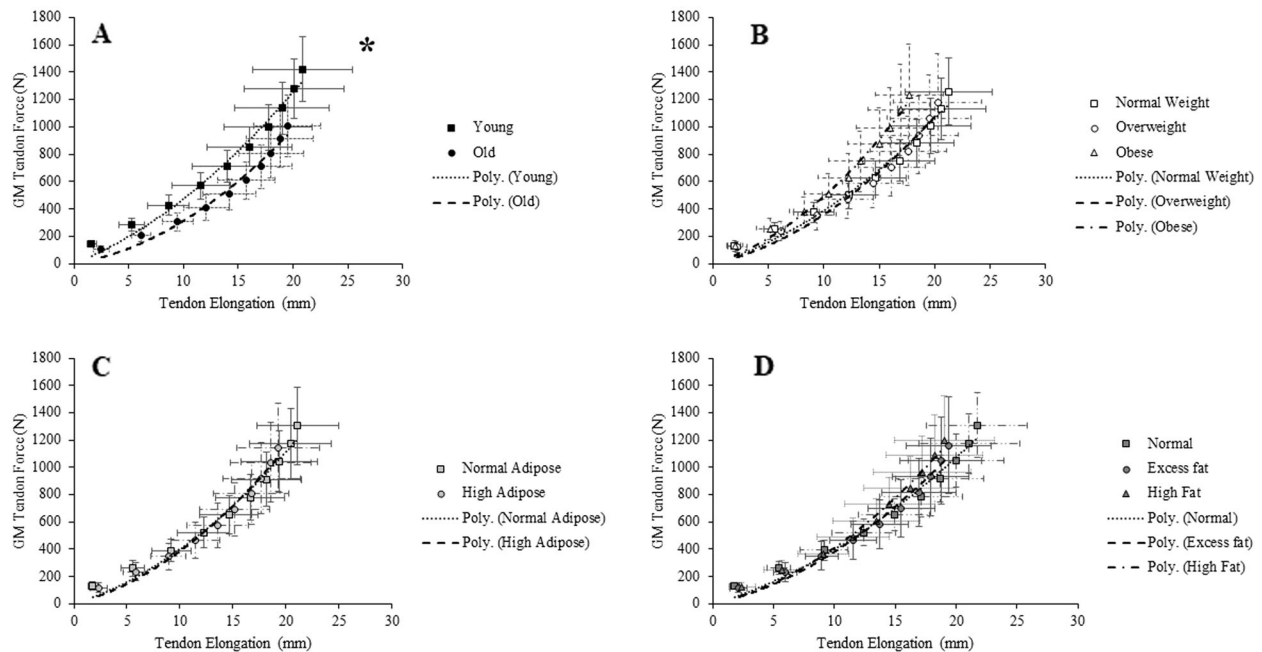 A
*
GM Tendon Force (N)
1800
1600
1400
1200
1000
800
600
400
200
0
0 5 10 15 20 25 30
Tendon Elongation (mm)
Young
Old
Poly. (Young)
Poly. (Old)
B
GM Tendon Force (N)
1800
1600
1400
1200
1000
800
600
400
200
0
0 5 10 15 20 25 30
Tendon Elongation (mm)
Normal Weight
Overweight
Obese
Poly. (Normal Weight)
Poly. (Overweight)
Poly. (Obese)
C
GM Tendon Force (N)
1800
1600
1400
1200
1000
800
600
400
200
0
0 5 10 15 20 25 30
Tendon Elongation (mm)
Normal Adipose
High Adipose
Poly. (Normal Adipose)
Poly. (High Adipose)
D
GM Tendon Force (N)
1800
1600
1400
1200
1000
800
600
400
200
0
0 5 10 15 20 25 30
Tendon Elongation (mm)
Normal
Excess fat
High Fat
Poly. (Normal)
Poly. (Excess fat)
Poly. (High Fat)